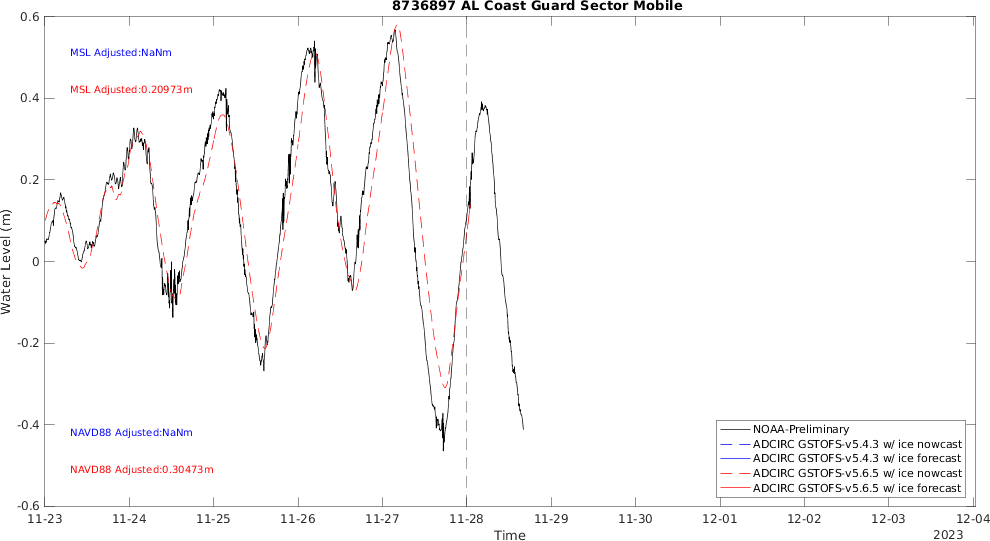 8736897 AL Coast Guard Sector Mobile
0.6
MSL Adjusted:NaNm
MSL Adjusted:0.20973m
0.4
0.2
0
-0.2
-0.4
-0.6
Water Level (m)
NAVD88 Adjusted:NaNm
NAVD88 Adjusted:0.30473m
NOAA-Preliminary
ADCIRC GSTOFS-v5.4.3 w/ ice nowcast
ADCIRC GSTOFS-v5.4.3 w/ ice forecast
ADCIRC GSTOFS-v5.6.5 w/ ice nowcast
ADCIRC GSTOFS-v5.6.5 w/ ice forecast
11-23 11-24 11-25 11-26 11-27 11-28 11-29 11-30 12-01 12-02 12-03 12-04
Time
2023